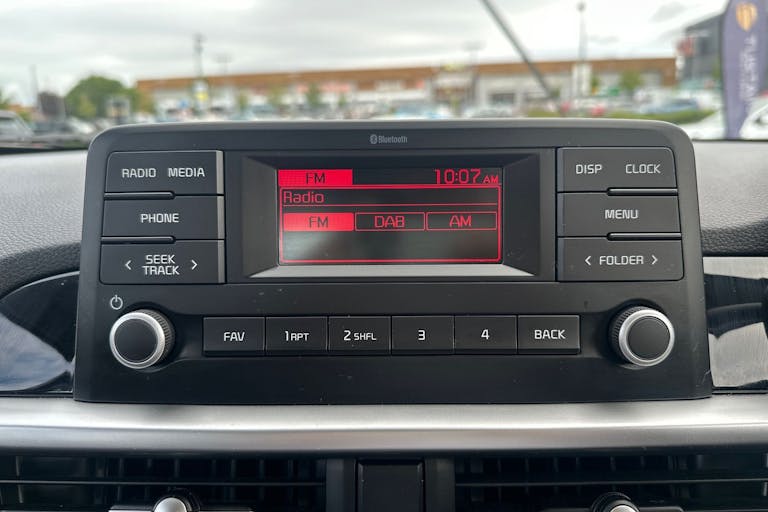 Bluetooth
RADIO MEDIA
FM 10:07 AM
DISP CLOCK
Radio
PHONE
FM DAB AM
MENU
< SEEK TRACK >
< FOLDER >
FAV 1 RPT 2 SHFL 3 4 BACK